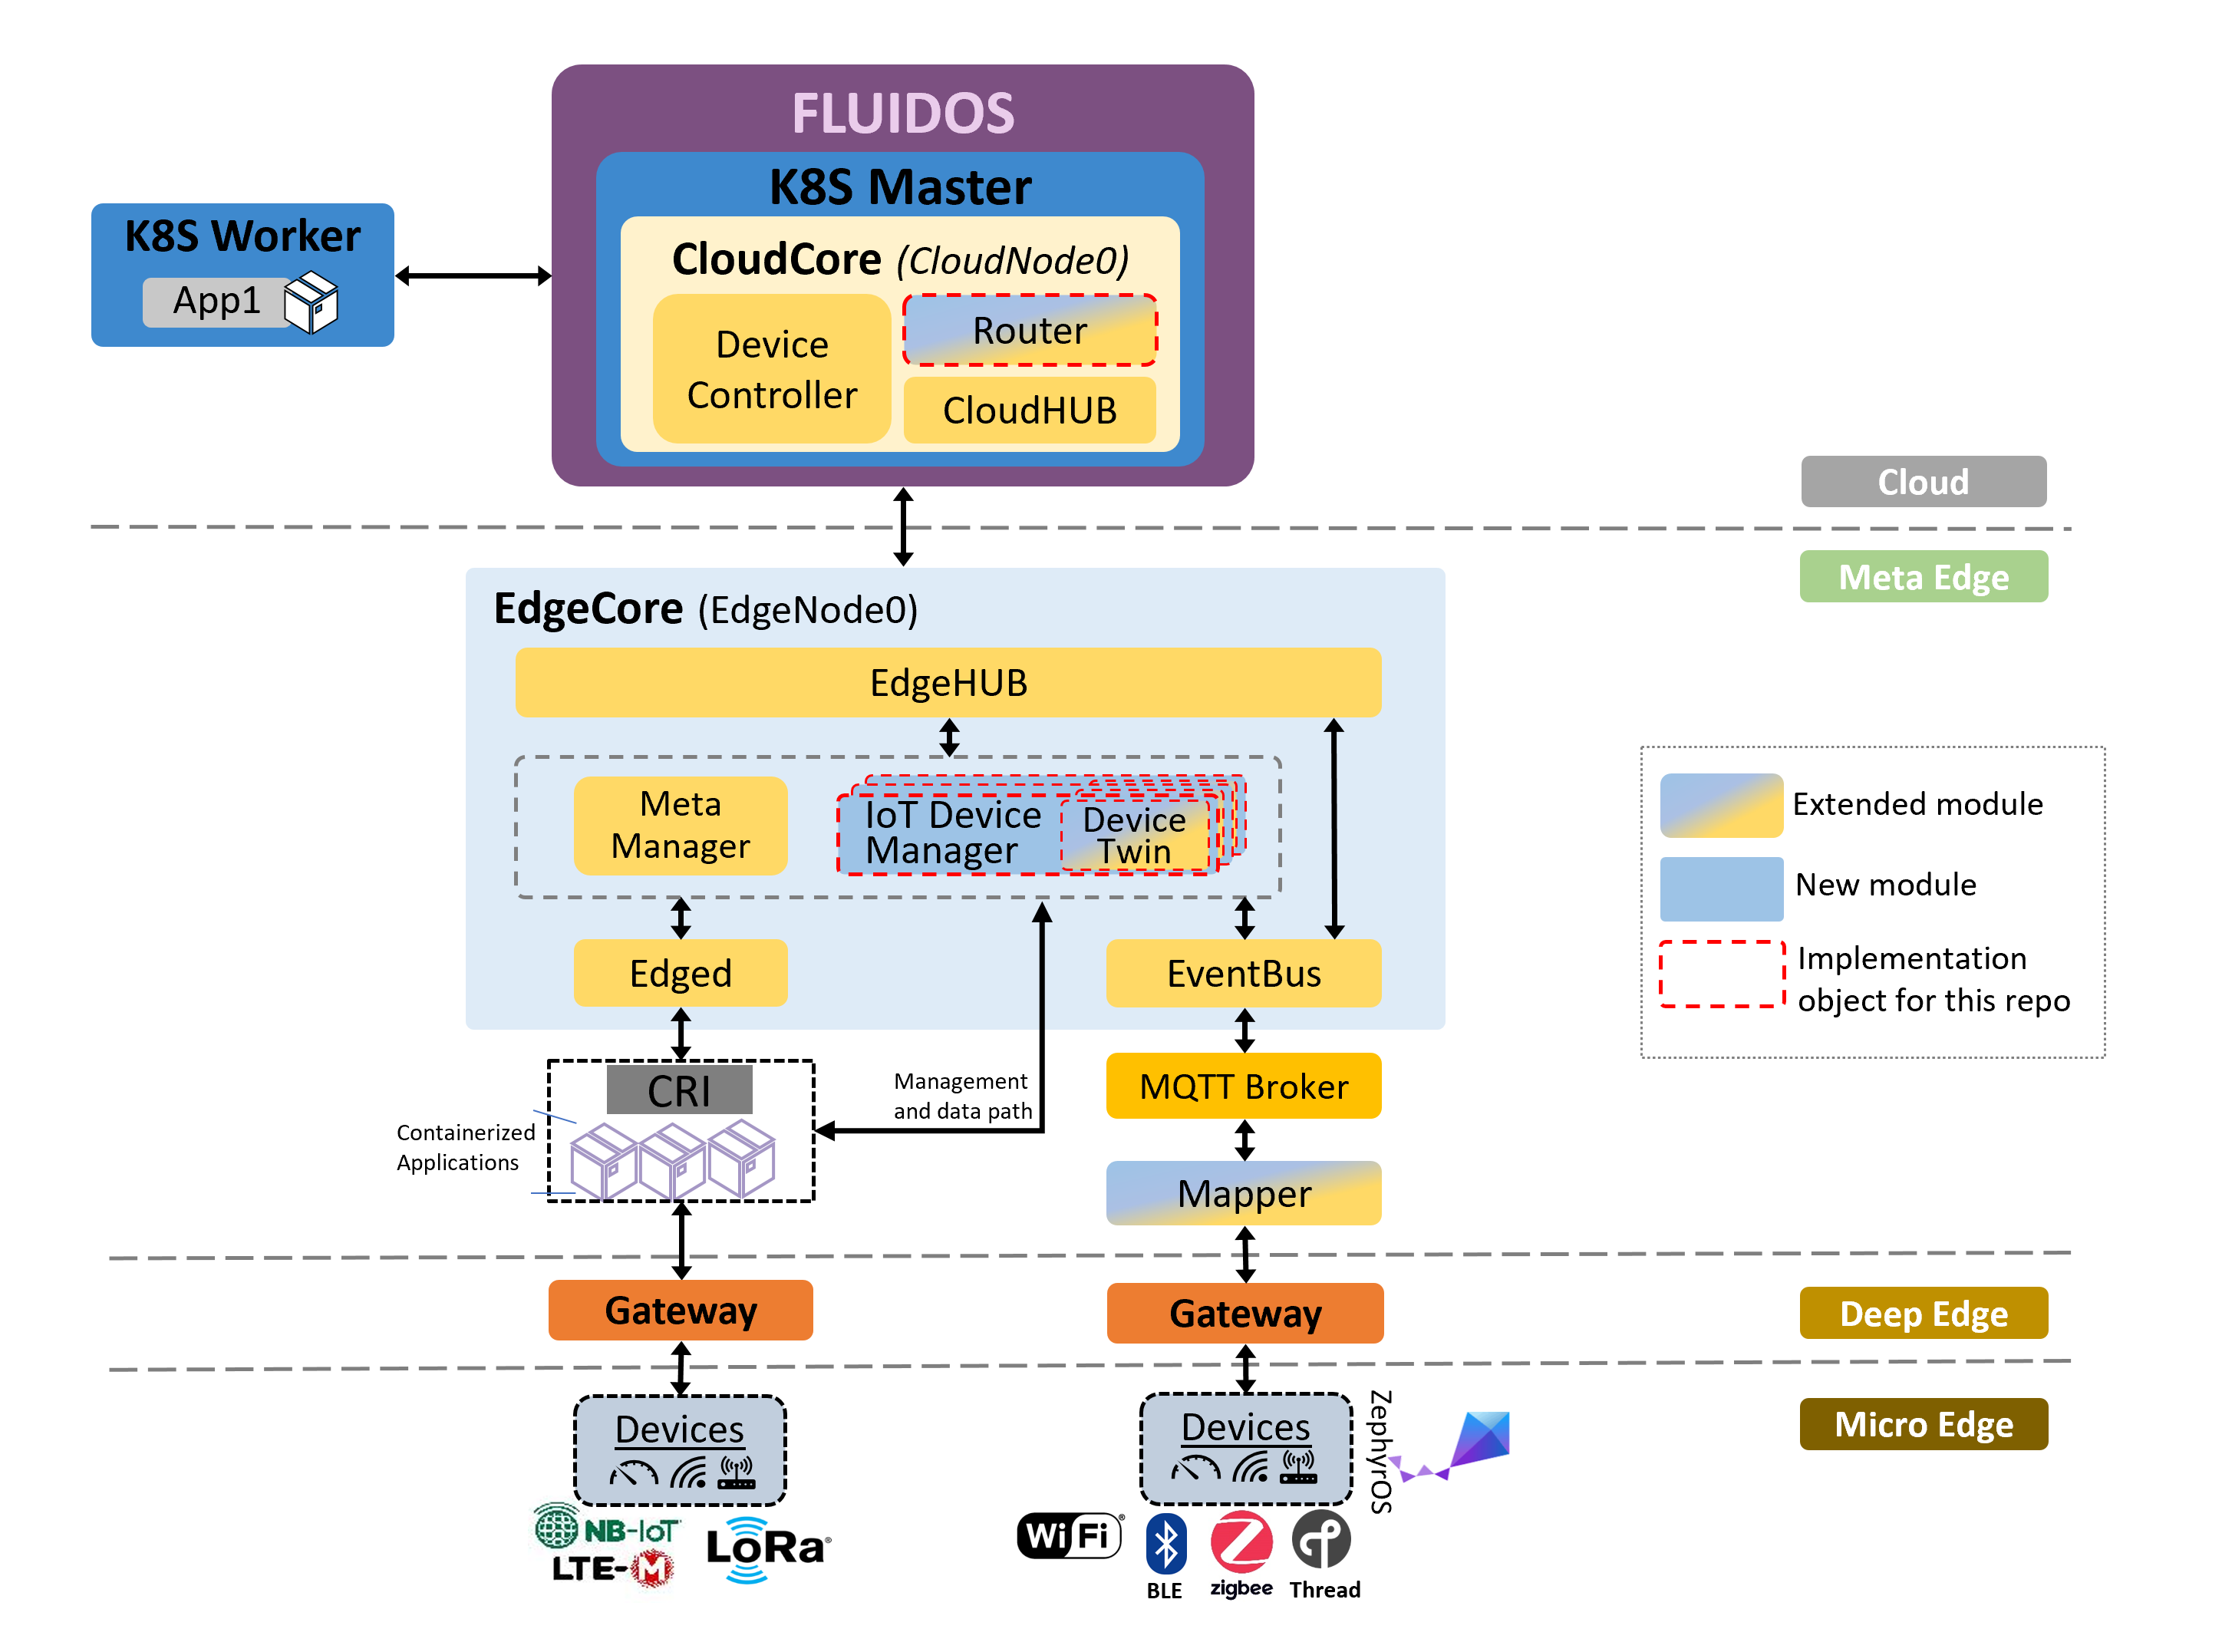 FLUIDOS
K8S Master
K8S Worker
App1
CloudCore (CloudNode0)
Device
Controller
Router
CloudHUB
Cloud
Meta Edge
EdgeCore (EdgeNode0)
EdgeHUB
Meta
Manager
IoT Device
Manager
Device
Twin
Extended module
New module
Implementation
object for this repo
Edged
EventBus
CRI
Management
and data path
MQTT Broker
Containerized
Applications
Mapper
Gateway
Gateway
Deep Edge
Devices
Devices
ZephyrOS
Micro Edge
NB-IoT
LTE-M
LoRa®
WiFi®
BLE
zigbee
Thread